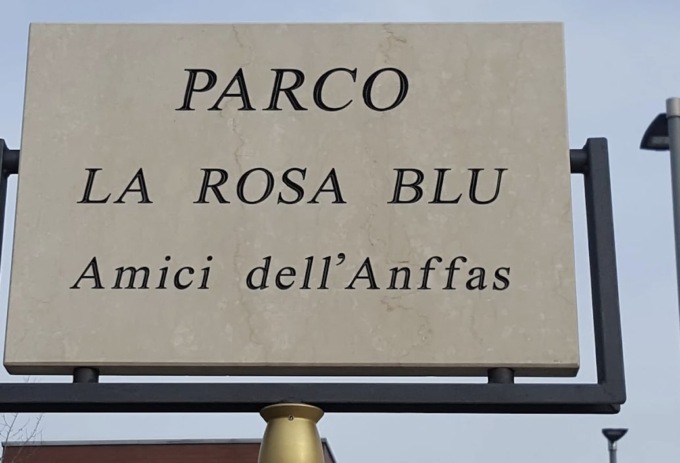 PARCO
LA ROSA BLU
Amici dell'Anffas